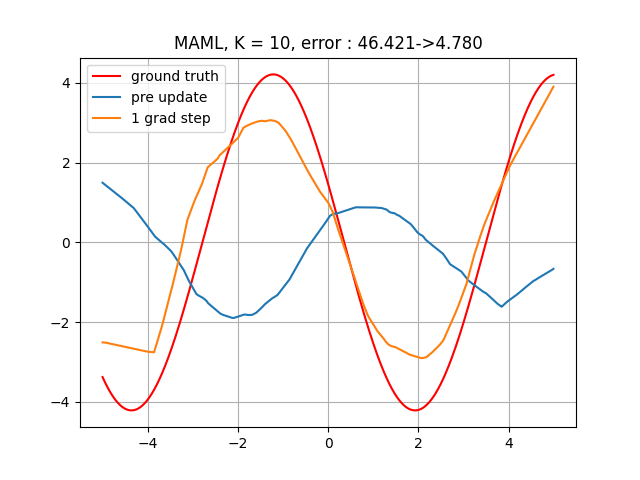 MAML, K = 10, error : 46.421->4.780
ground truth
pre update
1 grad step
4
2
0
−2
−4
−4
−2
0
2
4